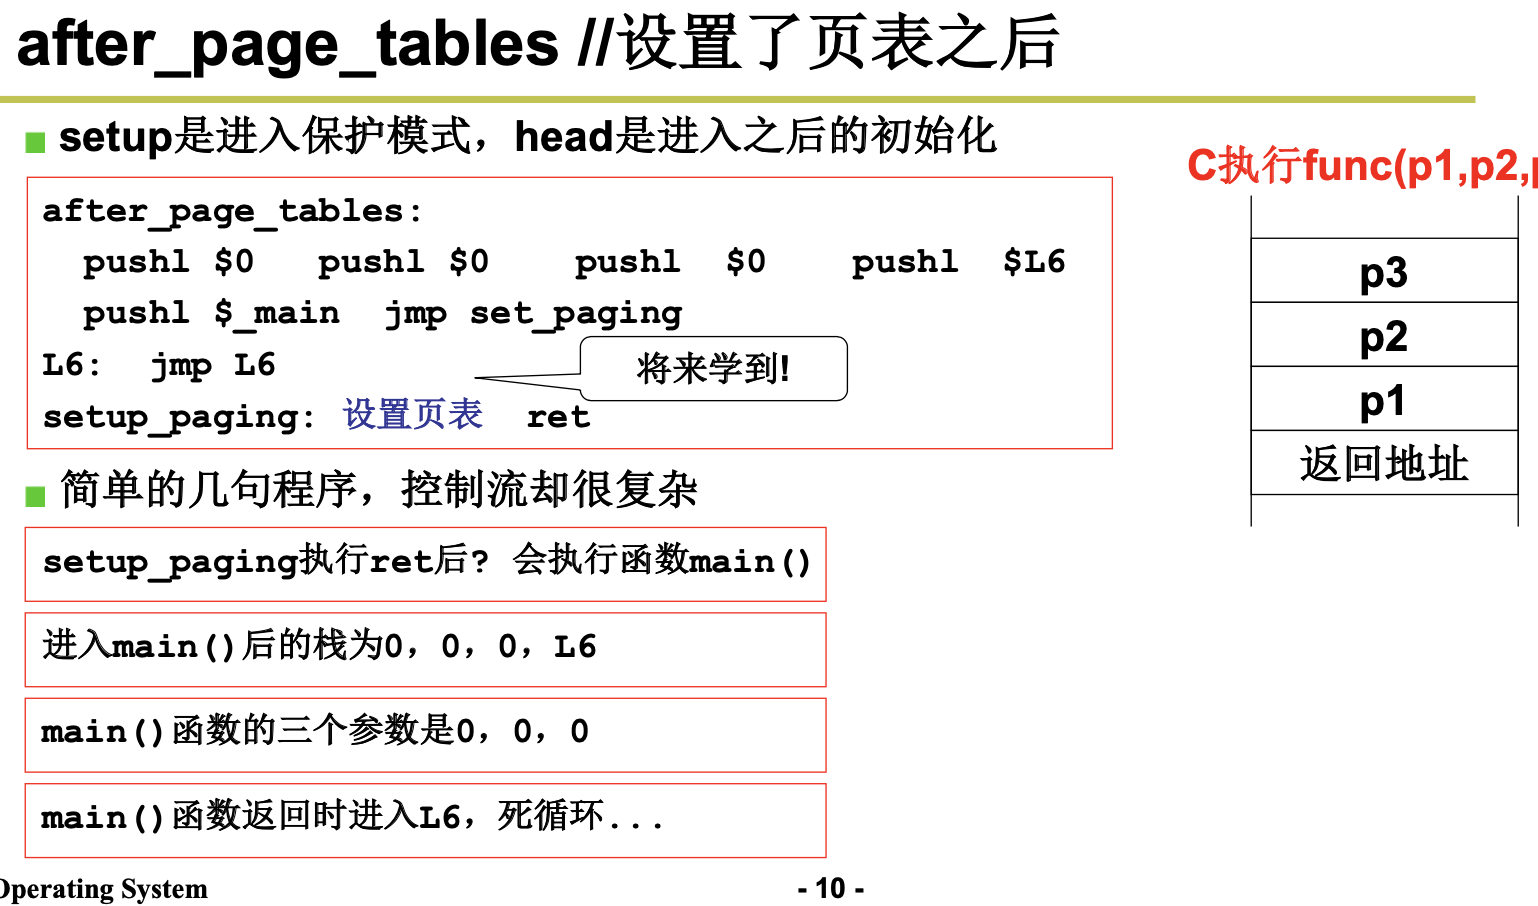 after_page_tables //设置了页表之后
setup是进入保护模式，head是进入之后的初始化
after_page_tables:
pushl $0 pushl $0 pushl $0 pushl $L6
pushl $_main jmp set_paging
L6: jmp L6
将来学到!
setup_paging: 设置页表 ret
简单的几句程序，控制流却很复杂
setup_paging执行ret后? 会执行函数main()
进入main()后的栈为0，0，0，L6
main()函数的三个参数是0，0，0
main()函数返回时进入L6，死循环...
C执行func(p1,p2,
p3
p2
p1
返回地址
Operating System
- 10 -